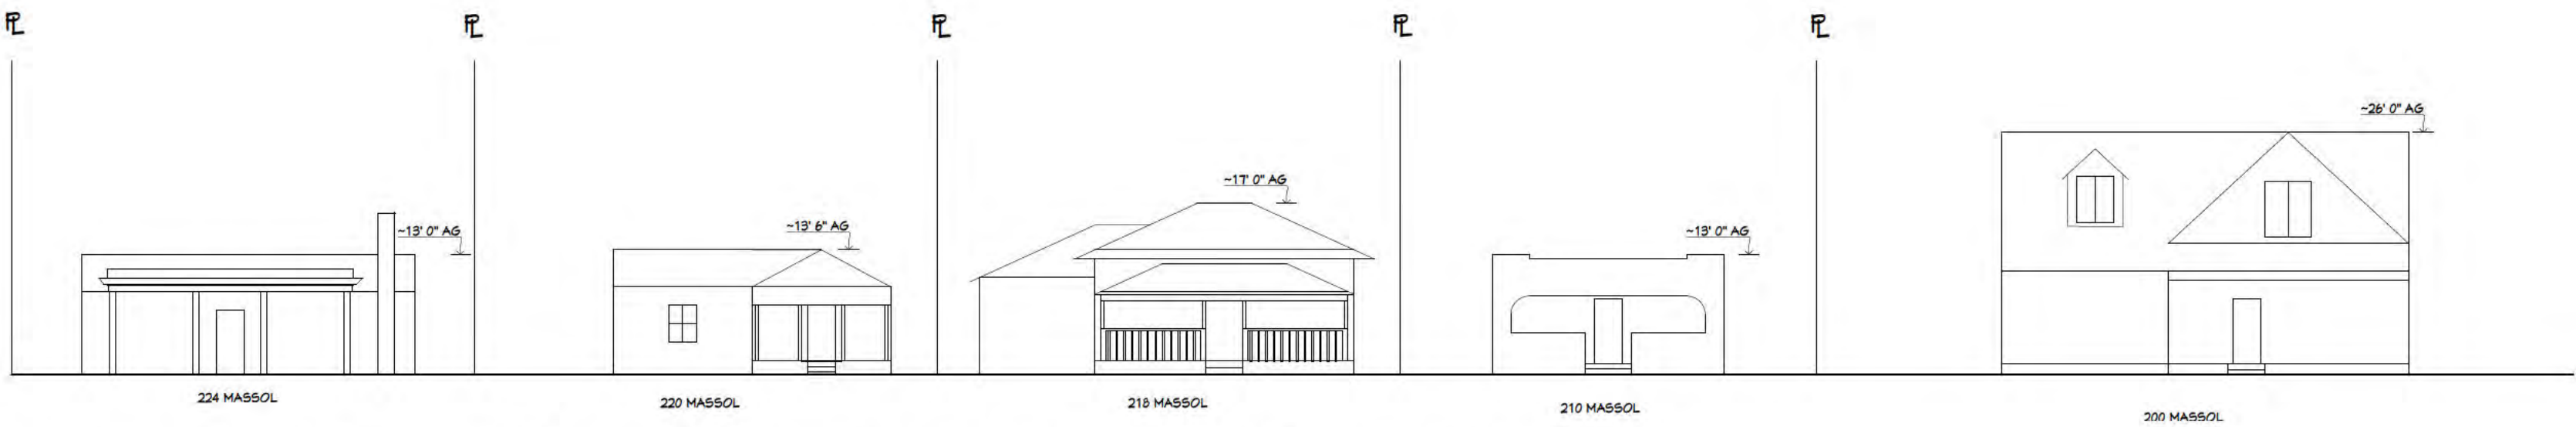 PL PL PL PL PL
~26' 0" AG
~17' 0" AG
~13' 6" AG
~13' 0" AG
~13' 0" AG
224 MASSOL
220 MASSOL
218 MASSOL
210 MASSOL
200 MASSOL